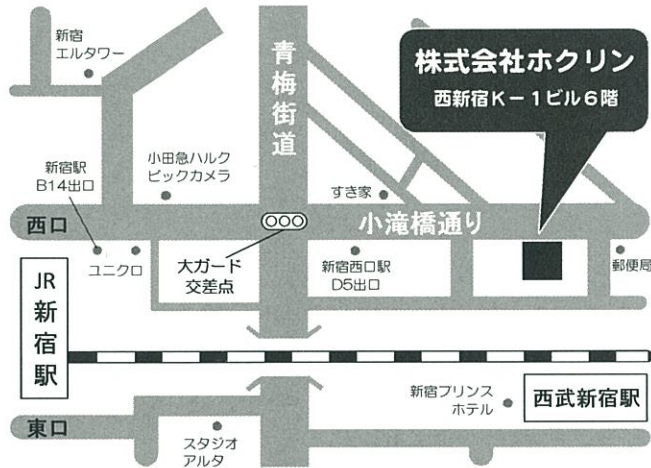 新宿
エルタワー
青梅街道
株式会社ホクリン
西新宿K−1ビル6階
新宿駅
B14出口
小田急ハルク
ビックカメラ
すき家
西口
小滝橋通り
ユニクロ
大ガード
交差点
新宿西口駅
D5出口
郵便局
JR新宿駅
新宿プリンス
ホテル
西武新宿駅
東口
スタジオ
アルタ